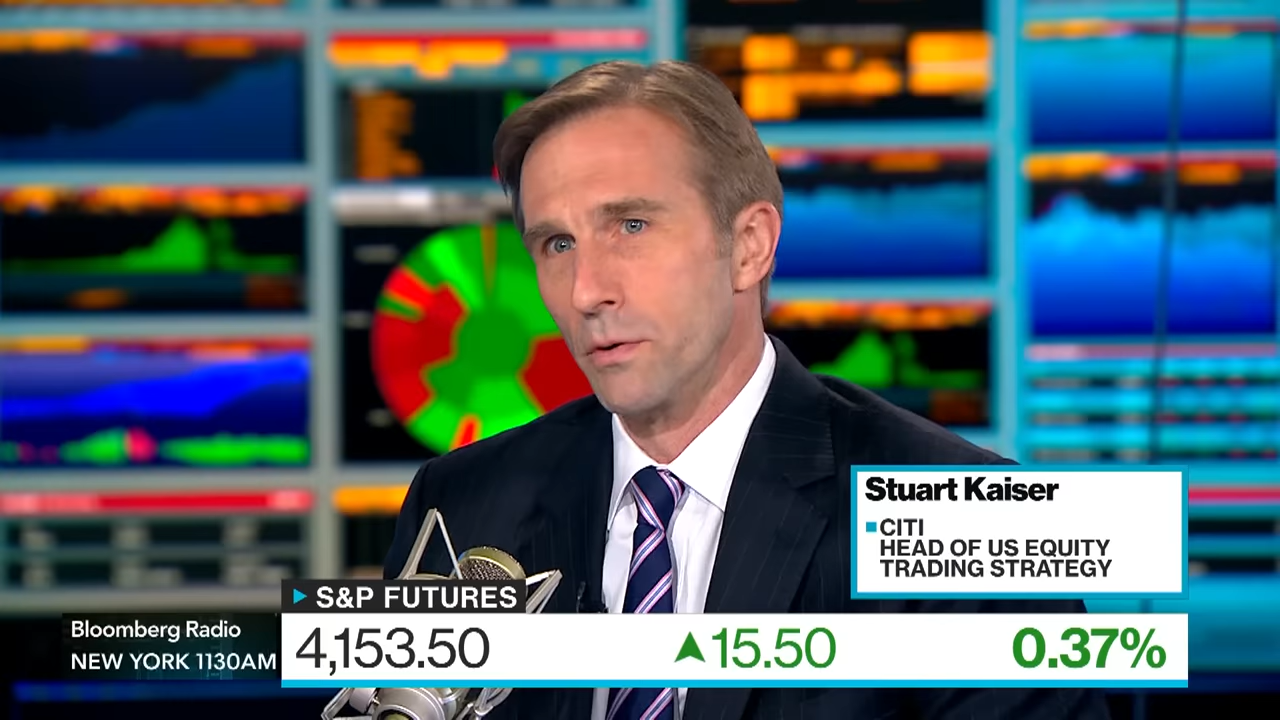 Stuart Kaiser
CITI
HEAD OF US EQUITY
TRADING STRATEGY
S&P FUTURES
Bloomberg Radio
NEW YORK 1130AM
4,153.50 ▲15.50 0.37%